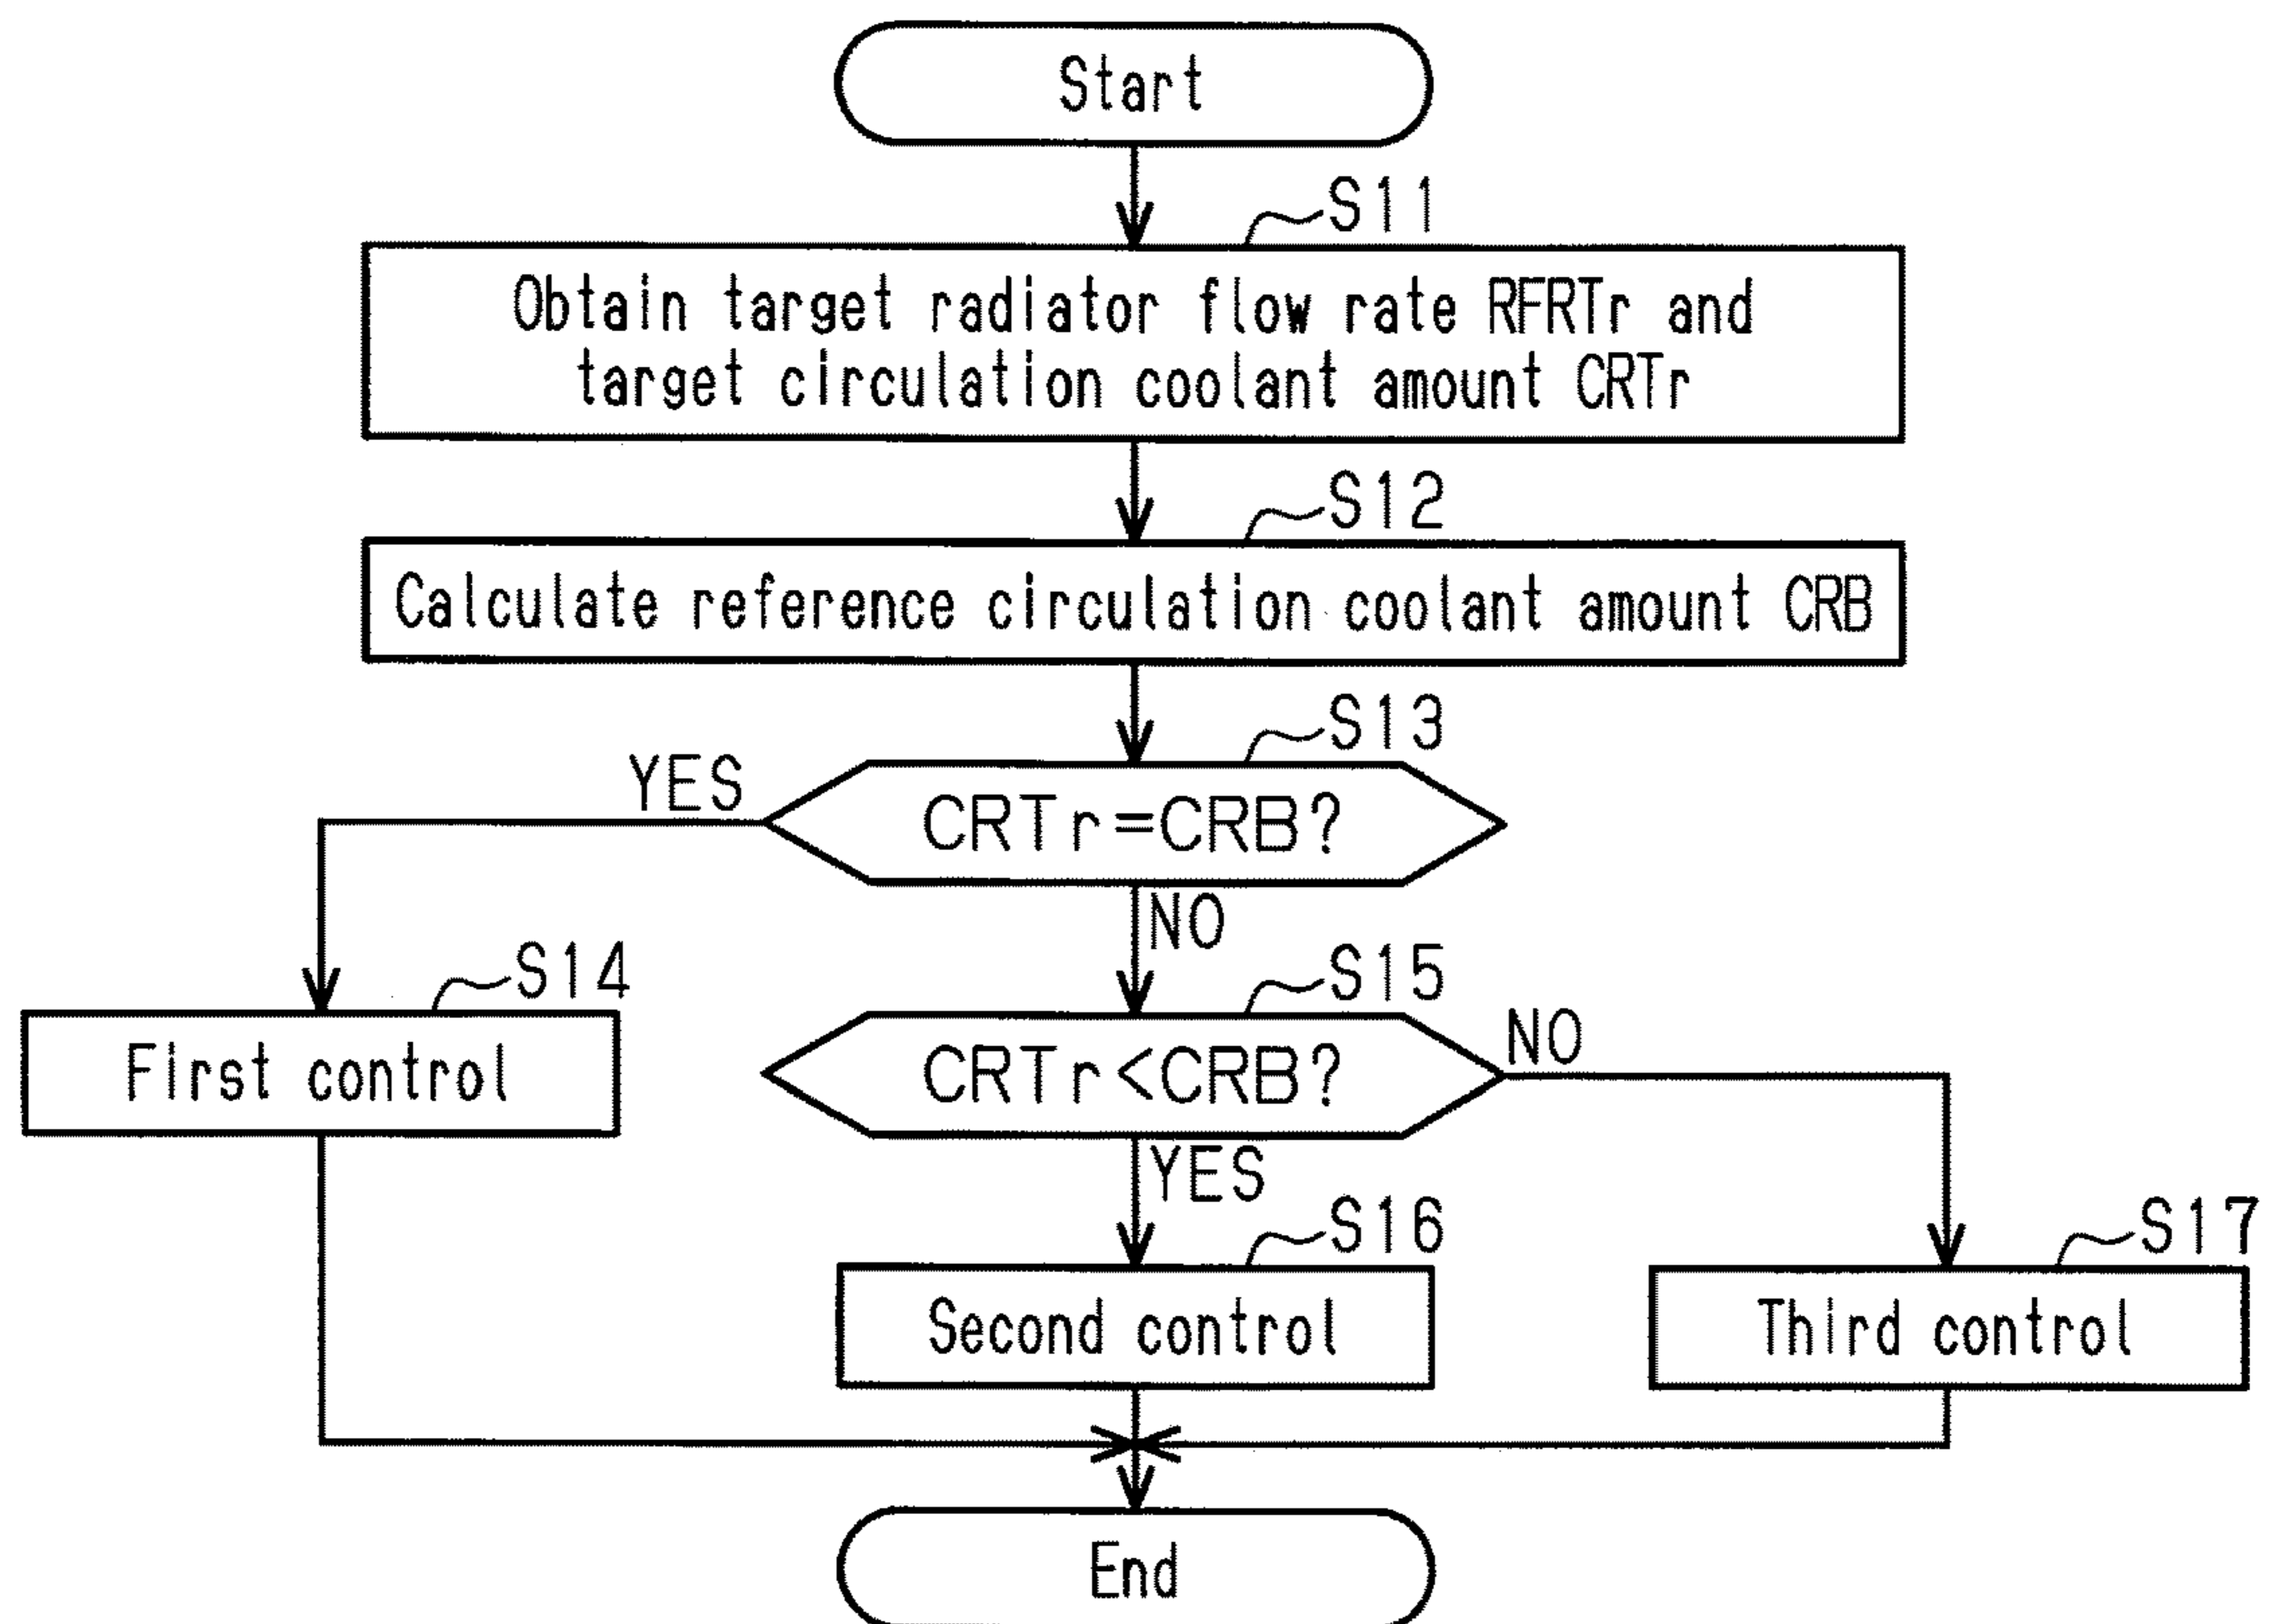 Start
S11
Obtain target radiator flow rate RFRTr and
target circulation coolant amount CRTr
S12
Calculate reference circulation coolant amount CRB
S13
YES
CRTr=CRB?
NO
S14
S15
First control
CRTr<CRB?
NO
YES
S16
S17
Second control
Third control
End